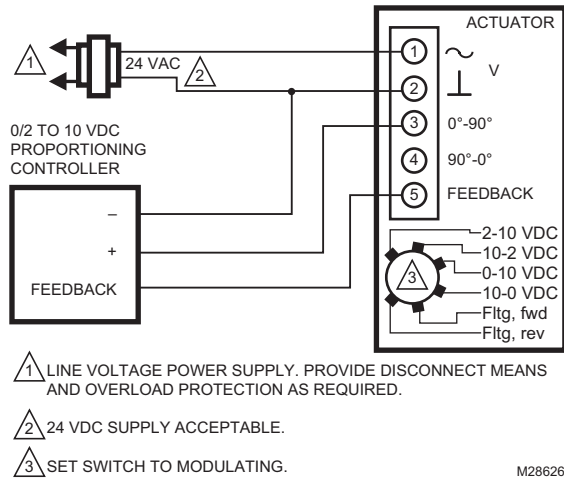 ACTUATOR
1
24 VAC
2
1
V
2
0/2 TO 10 VDC
PROPORTIONING
CONTROLLER
3
0°-90°
4
90°-0°
5
FEEDBACK
–
+
FEEDBACK
3
2-10 VDC
10-2 VDC
0-10 VDC
10-0 VDC
Fltg, fwd
Fltg, rev
1 LINE VOLTAGE POWER SUPPLY. PROVIDE DISCONNECT MEANS
AND OVERLOAD PROTECTION AS REQUIRED.
2 24 VDC SUPPLY ACCEPTABLE.
3 SET SWITCH TO MODULATING.
M28626